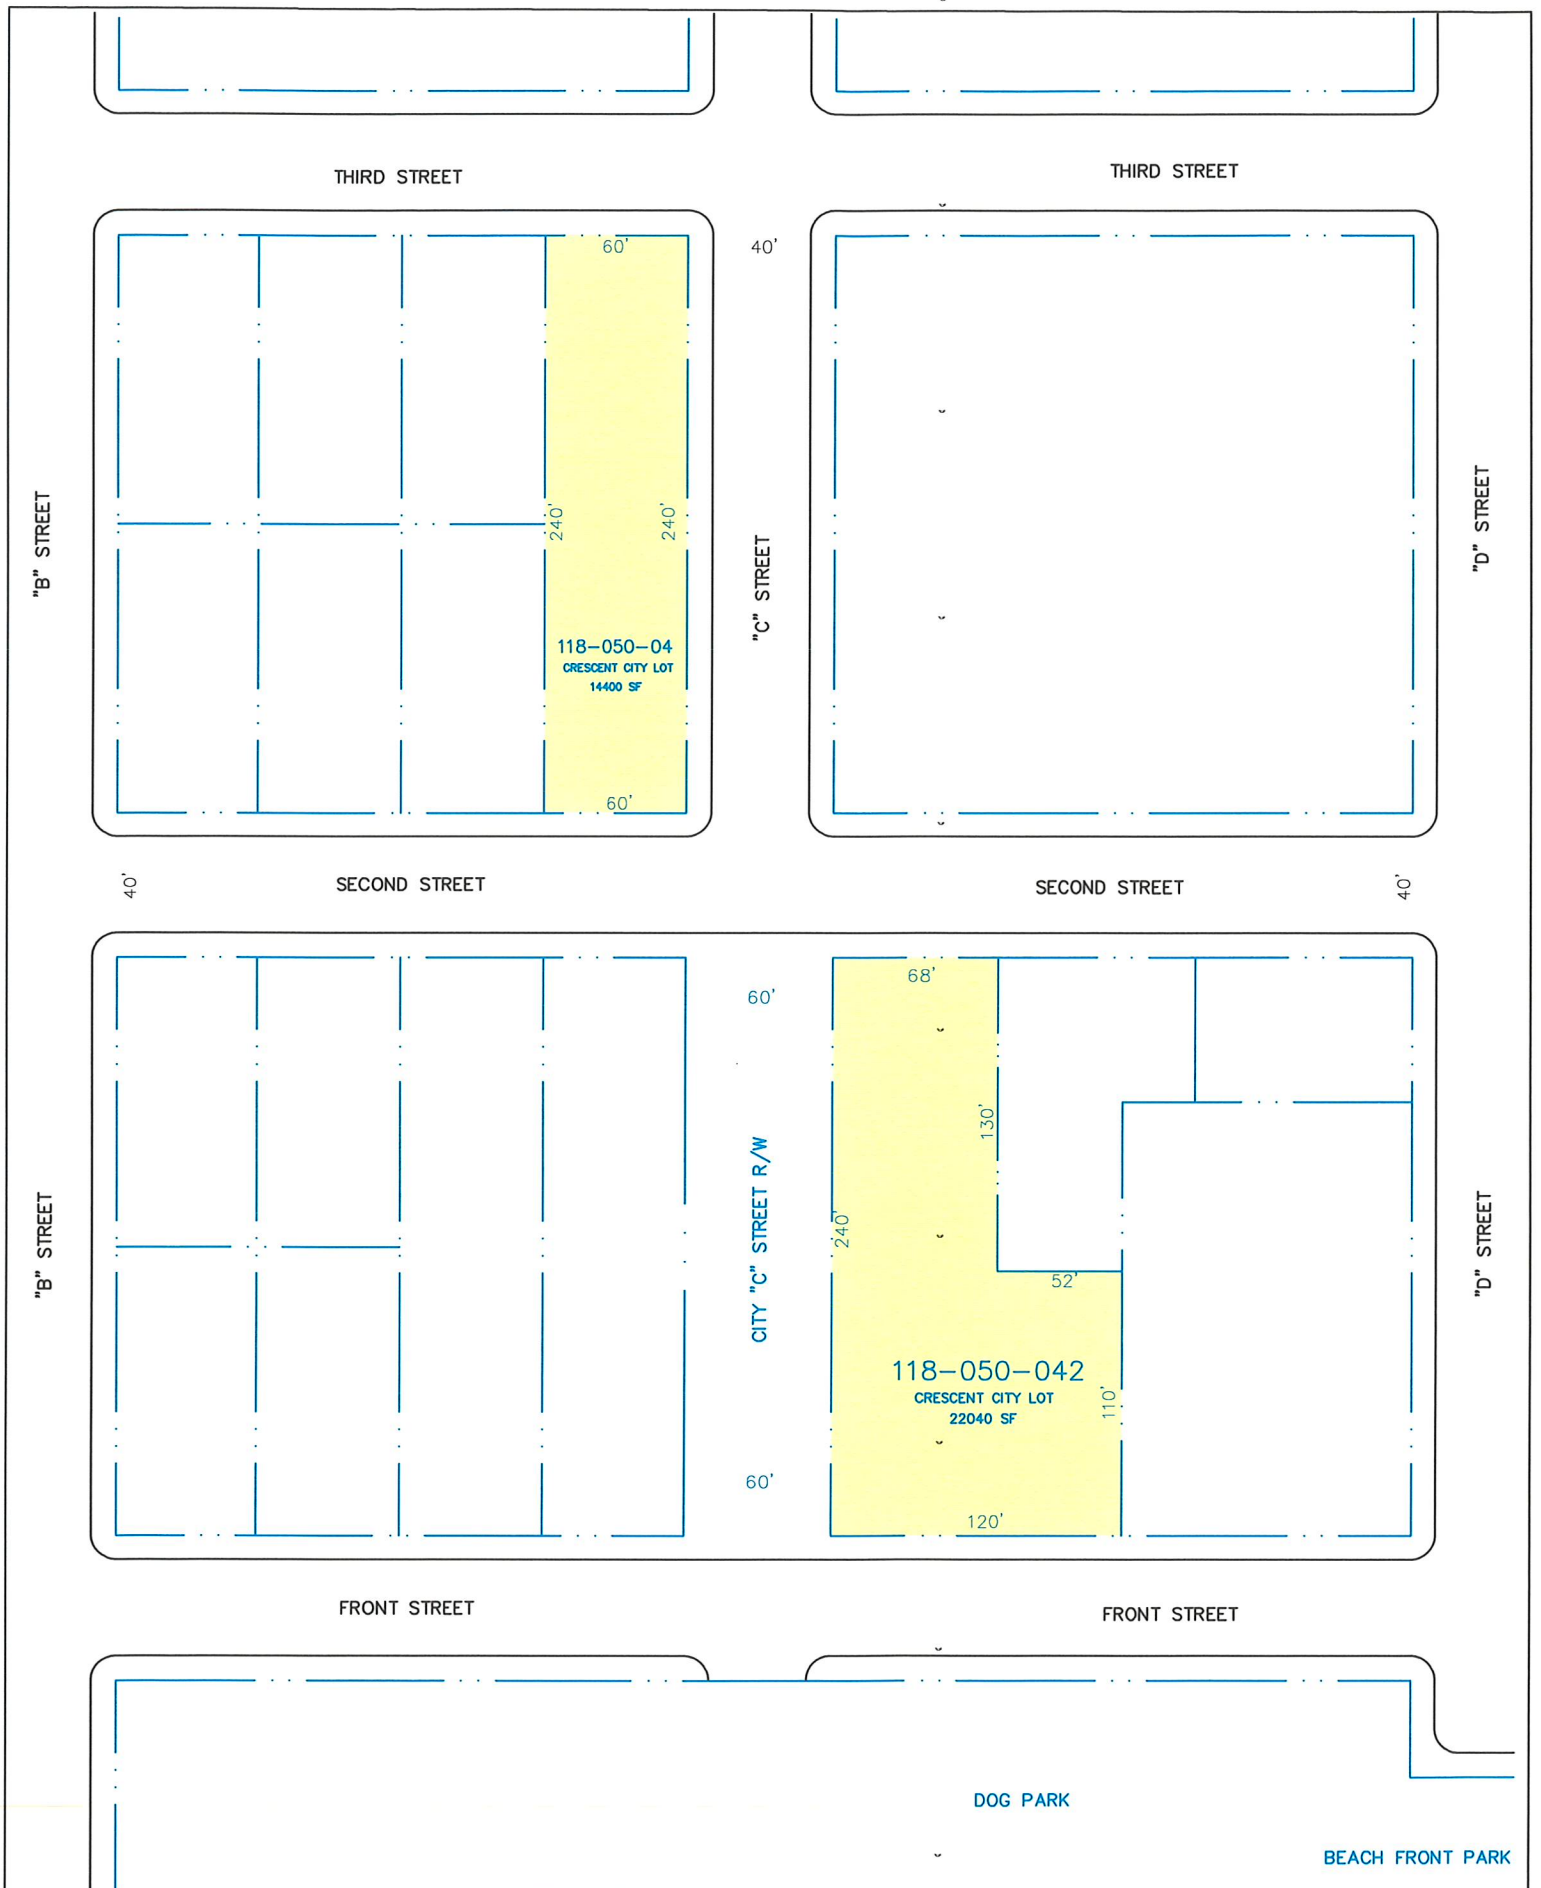 THIRD STREET
THIRD STREET
60'
40'
"B" STREET
240'
240'
"C" STREET
"D" STREET
118-050-04
CRESCENT CITY LOT
14400 SF
60'
40'
SECOND STREET
SECOND STREET
40'
68'
60'
130'
"B" STREET
CITY "C" STREET R/W
240'
"D" STREET
52'
118-050-042
CRESCENT CITY LOT
22040 SF
110'
60'
120'
FRONT STREET
FRONT STREET
DOG PARK
BEACH FRONT PARK